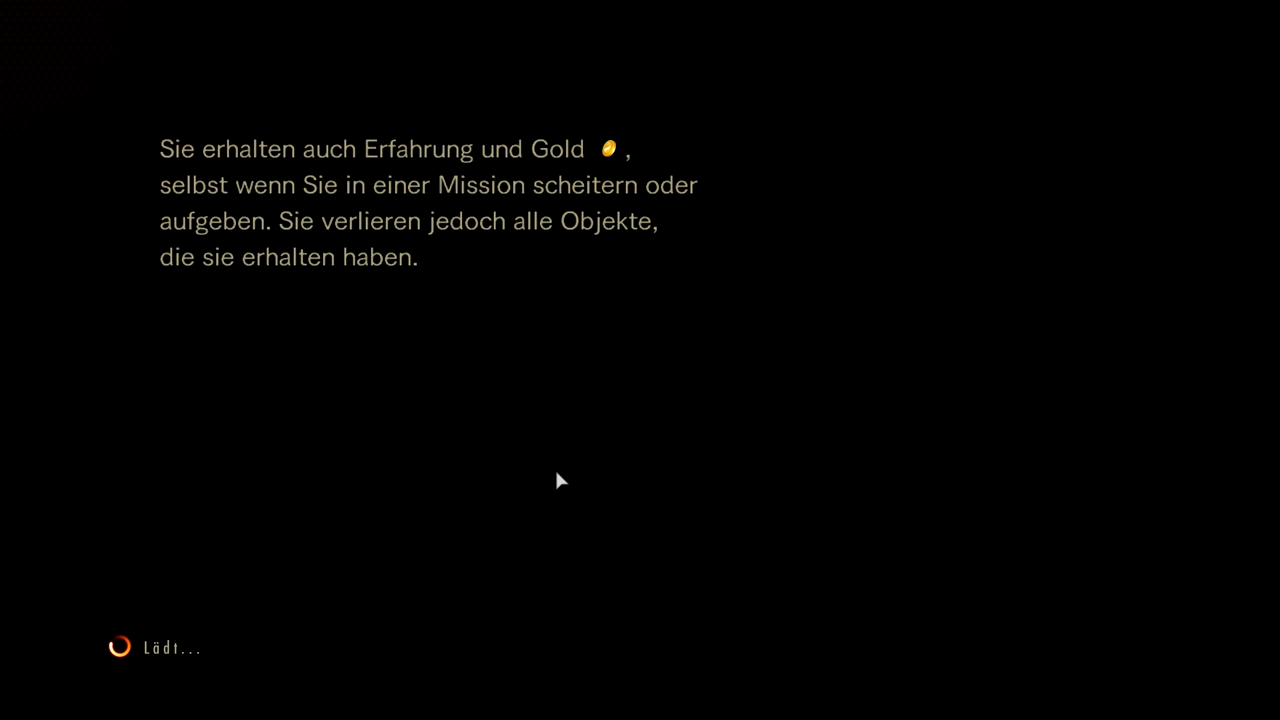 Sie erhalten auch Erfahrung und Gold ,
selbst wenn Sie in einer Mission scheitern oder
aufgeben. Sie verlieren jedoch alle Objekte,
die sie erhalten haben.
Lädt...